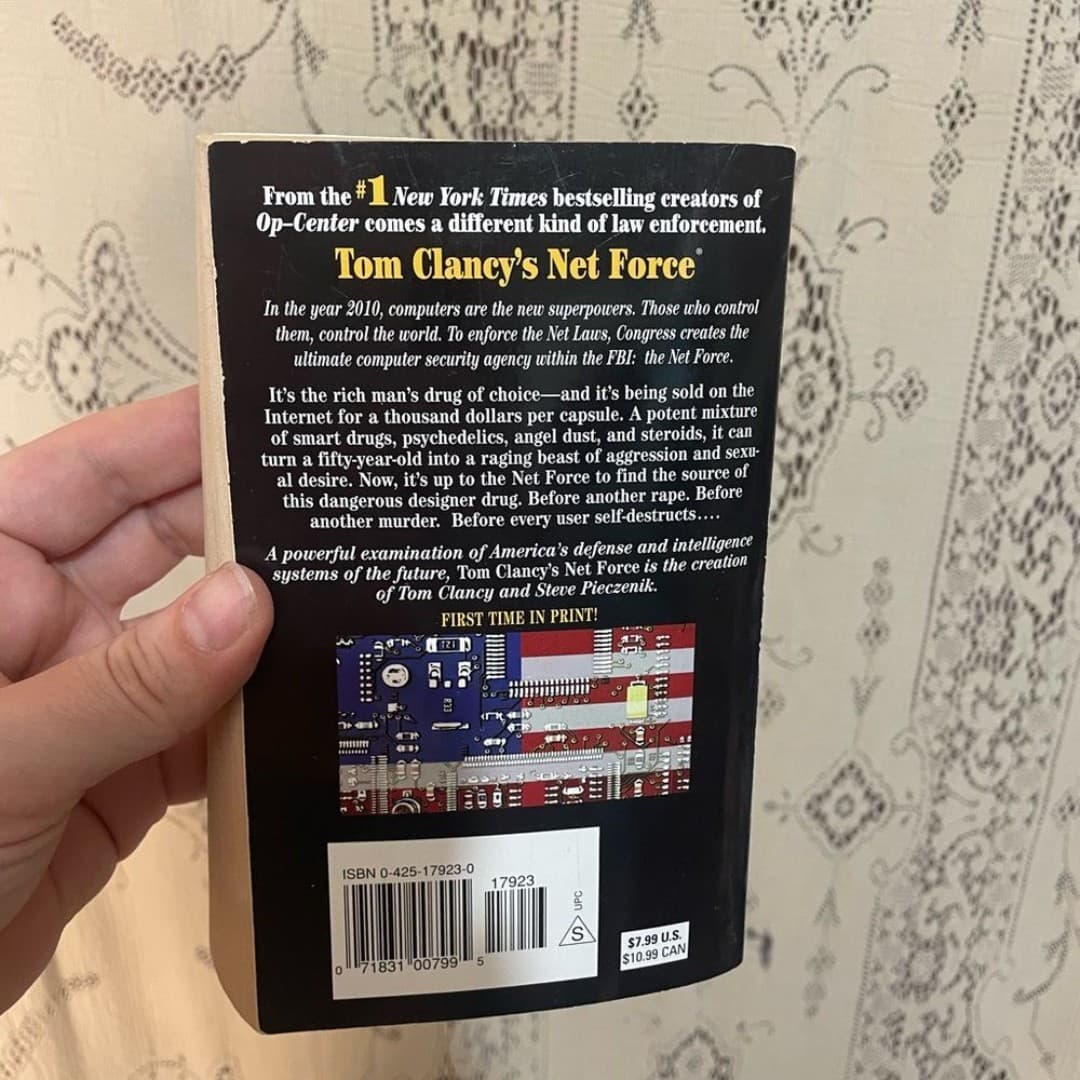 From the #1 New York Times bestselling creators of
Op-Center comes a different kind of law enforcement.
Tom Clancy's Net Force®
In the year 2010, computers are the new superpowers. Those who control
them, control the world. To enforce the Net Laws, Congress creates the
ultimate computer security agency within the FBI: the Net Force.
It's the rich man's drug of choice—and it's being sold on the
Internet for a thousand dollars per capsule. A potent mixture
of smart drugs, psychedelics, angel dust, and steroids, it can
turn a fifty-year-old into a raging beast of aggression and sexu-
al desire. Now, it's up to the Net Force to find the source of
this dangerous designer drug. Before another rape. Before
another murder. Before every user self-destructs....
A powerful examination of America's defense and intelligence
systems of the future, Tom Clancy's Net Force is the creation
of Tom Clancy and Steve Pieczenik.
FIRST TIME IN PRINT!
121
R33
ISBN 0-425-17923-0
17923
S UPC
0 71831 00799 5
$7.99 U.S.
$10.99 CAN